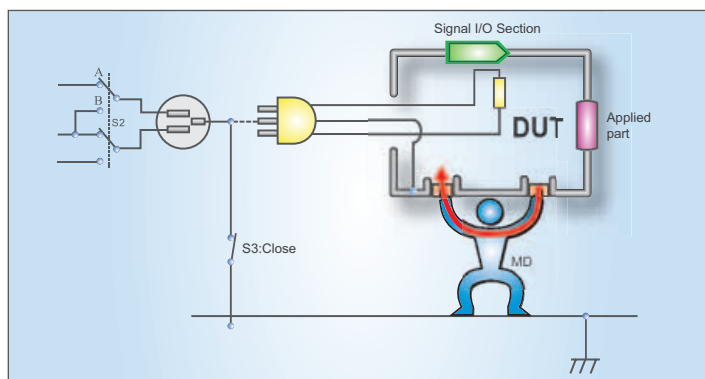 Signal I/O Section
A
B
S2
DUT
Applied
part
S3:Close
MD